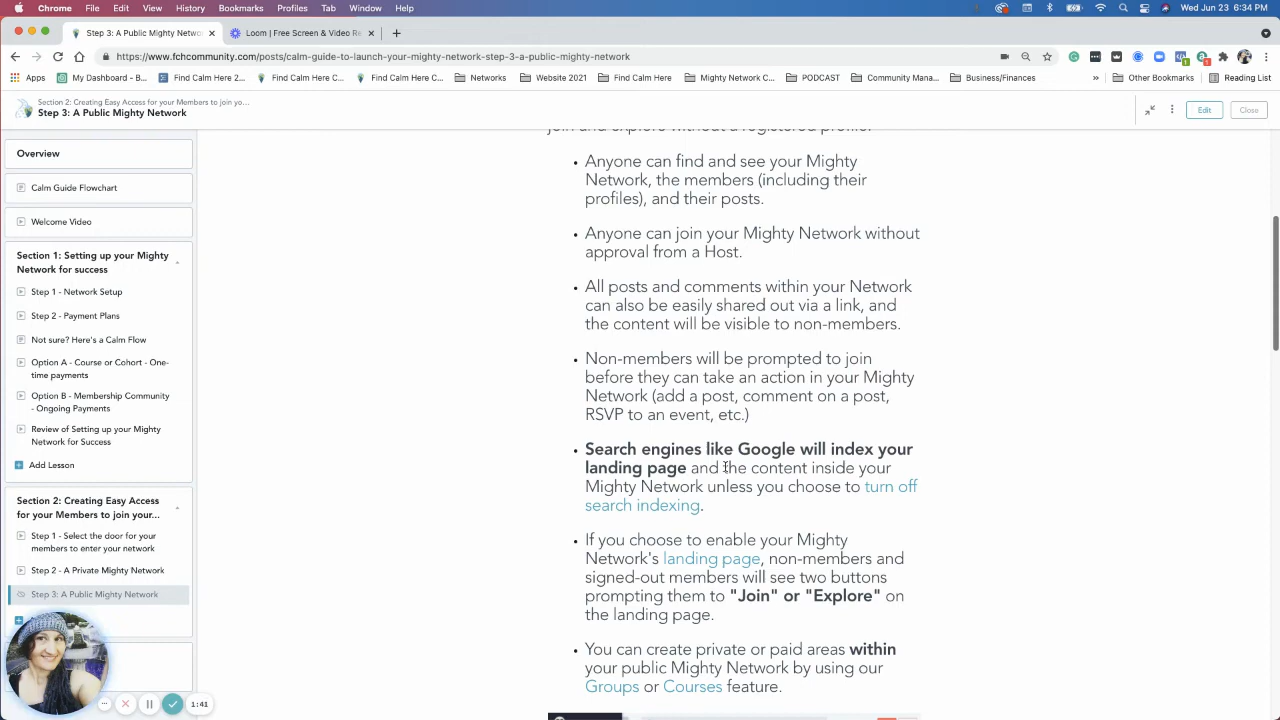 Chrome File Edit View History Bookmarks Profiles Tab Window Help
Wed Jun 23 6:34 PM
Step 3: A Public Mighty Netwo
Loom | Free Screen & Video Re
https://www.fchcommunity.com/posts/calm-guide-to-launch-your-mighty-network-step-3-a-public-mighty-network
Apps My Dashboard - B... Find Calm Here 2... Find Calm Here C... Find Calm Here C... Networks Website 2021 Find Calm Here Mighty Network C... PODCAST Community Mana... Business/Finances » Other Bookmarks Reading List
Section 2: Creating Easy Access for your Members to join yo...
Step 3: A Public Mighty Network
Edit
Close
Overview
Calm Guide Flowchart
Welcome Video
Section 1: Setting up your Mighty
Network for success
Step 1 - Network Setup
Step 2 - Payment Plans
Not sure? Here's a Calm Flow
Option A - Course or Cohort - One-
time payments
Option B - Membership Community
- Ongoing Payments
Review of Setting up your Mighty
Network for Success
Add Lesson
Section 2: Creating Easy Access
for your Members to join your...
Step 1 - Select the door for your
members to enter your network
Step 2 - A Private Mighty Network
Step 3: A Public Mighty Network
1:41
join and explore without a registered profile.
• Anyone can find and see your Mighty
Network, the members (including their
profiles), and their posts.
• Anyone can join your Mighty Network without
approval from a Host.
• All posts and comments within your Network
can also be easily shared out via a link, and
the content will be visible to non-members.
• Non-members will be prompted to join
before they can take an action in your Mighty
Network (add a post, comment on a post,
RSVP to an event, etc.)
• Search engines like Google will index your
landing page and the content inside your
Mighty Network unless you choose to turn off
search indexing.
• If you choose to enable your Mighty
Network's landing page, non-members and
signed-out members will see two buttons
prompting them to "Join" or "Explore" on
the landing page.
• You can create private or paid areas within
your public Mighty Network by using our
Groups or Courses feature.